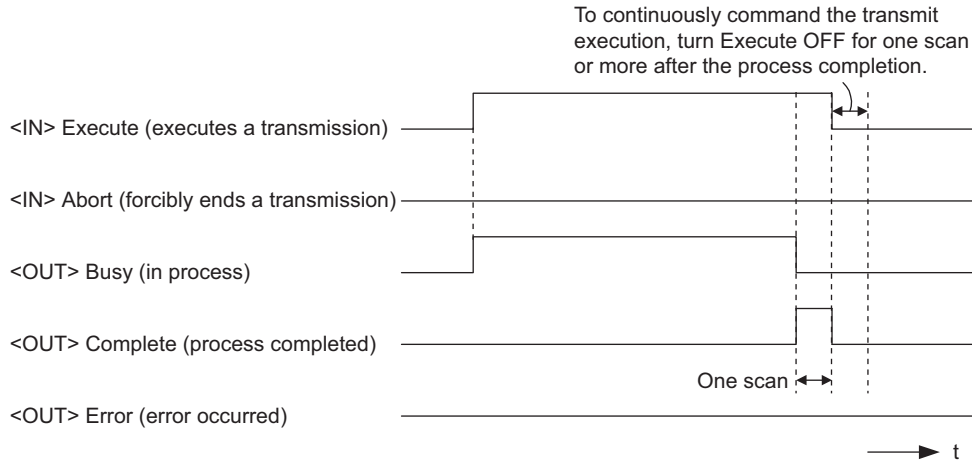 To continuously command the transmit
execution, turn Execute OFF for one scan
or more after the process completion.
<IN> Execute (executes a transmission)
<IN> Abort (forcibly ends a transmission)
<OUT> Busy (in process)
<OUT> Complete (process completed)
One scan
<OUT> Error (error occurred)
t